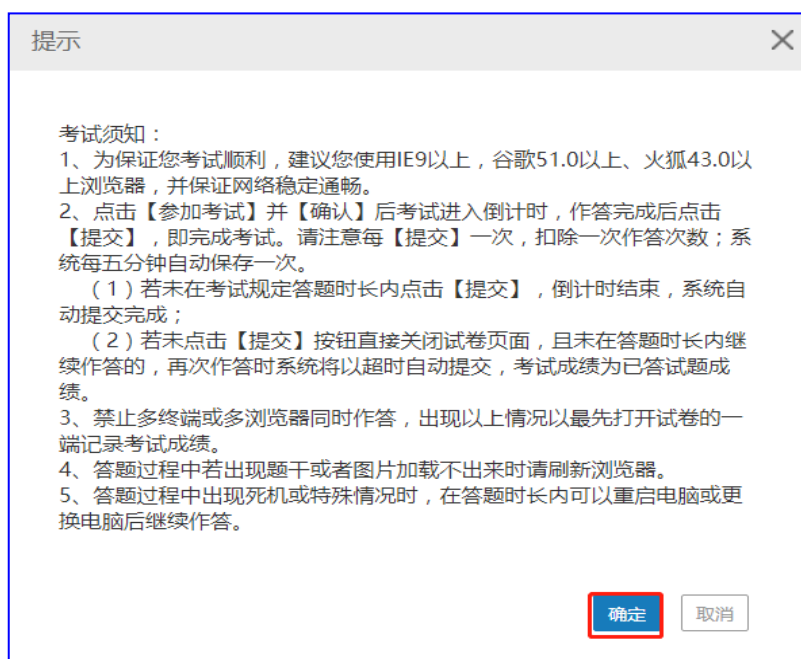 提示
考试须知：
1、为保证您考试顺利，建议您使用IE9以上，谷歌51.0以上、火狐43.0以
上浏览器，并保证网络稳定通畅。
2、点击【参加考试】并【确认】后考试进入倒计时，作答完成后点击
【提交】，即完成考试。请注意每【提交】一次，扣除一次作答次数；系
统每五分钟自动保存一次。
（1）若未在考试规定答题时长内点击【提交】，倒计时结束，系统自
动提交完成；
（2）若未点击【提交】按钮直接关闭试卷页面，且未在答题时长内继
续作答的，再次作答时系统将以超时自动提交，考试成绩为已答试题成
绩。
3、禁止多终端或多浏览器同时作答，出现以上情况以最先打开试卷的一
端记录考试成绩。
4、答题过程中若出现题干或者图片加载不出来时请刷新浏览器。
5、答题过程中出现死机或特殊情况时，在答题时长内可以重启电脑或更
换电脑后继续作答。
确定
取消